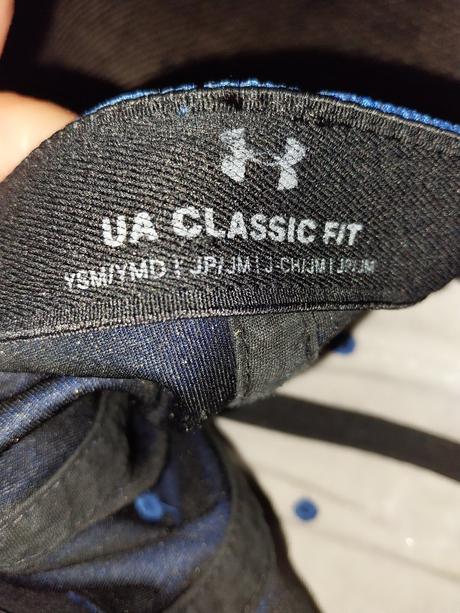 UA CLASSIC FIT
YSM/YMD | JP/JM | J-CH/JM | JP/JM